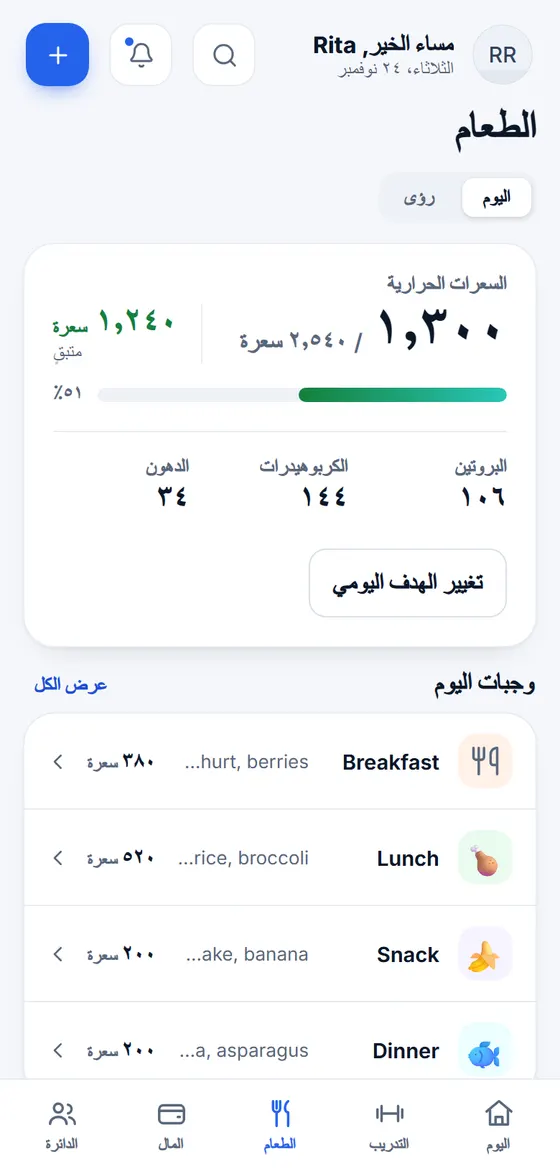 RR
مساء الخير, Rita
الثلاثاء، ٢٤ نوفمبر
الطعام
اليوم
رؤى
السعرات الحرارية
١,٣٠٠ / ٢,٥٤٠ سعرة
١,٢٤٠ سعرة
متبقٍ
٥١٪
البروتين
١٠٦
الكربوهيدرات
١٤٤
الدهون
٣٤
تغيير الهدف اليومي
وجبات اليوم
عرض الكل
Breakfast
...hurt, berries
٣٨٠ سعرة
Lunch
...rice, broccoli
٥٢٠ سعرة
Snack
...ake, banana
٢٠٠ سعرة
Dinner
...a, asparagus
٢٠٠ سعرة
اليوم
التدريب
الطعام
المال
الدائرة